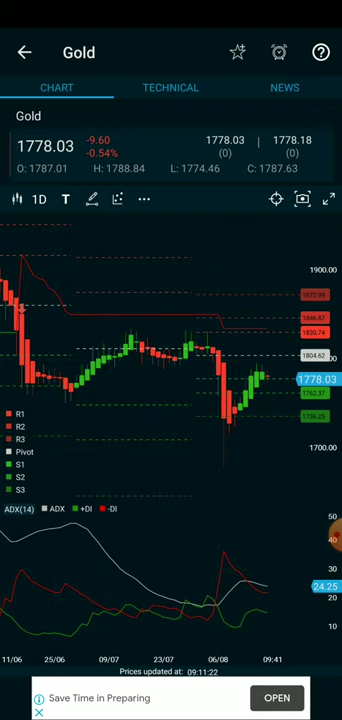 Gold
CHART TECHNICAL NEWS
Gold
1778.03 -9.60 -0.54% 1778.03 (0) | 1778.18 (0)
O: 1787.01 H: 1788.84 L: 1774.46 C: 1787.63
1D T
1900.00
1872.99
1846.87
1830.74
1804.62
1778.03
1762.37
1736.25
1700.00
R1
R2
R3
Pivot
S1
S2
S3
ADX(14) ADX +DI -DI
50
40
30
24.25
20
10
11/06 25/06 09/07 23/07 06/08 09:41
Prices updated at: 09:11:22
Save Time in Preparing
OPEN